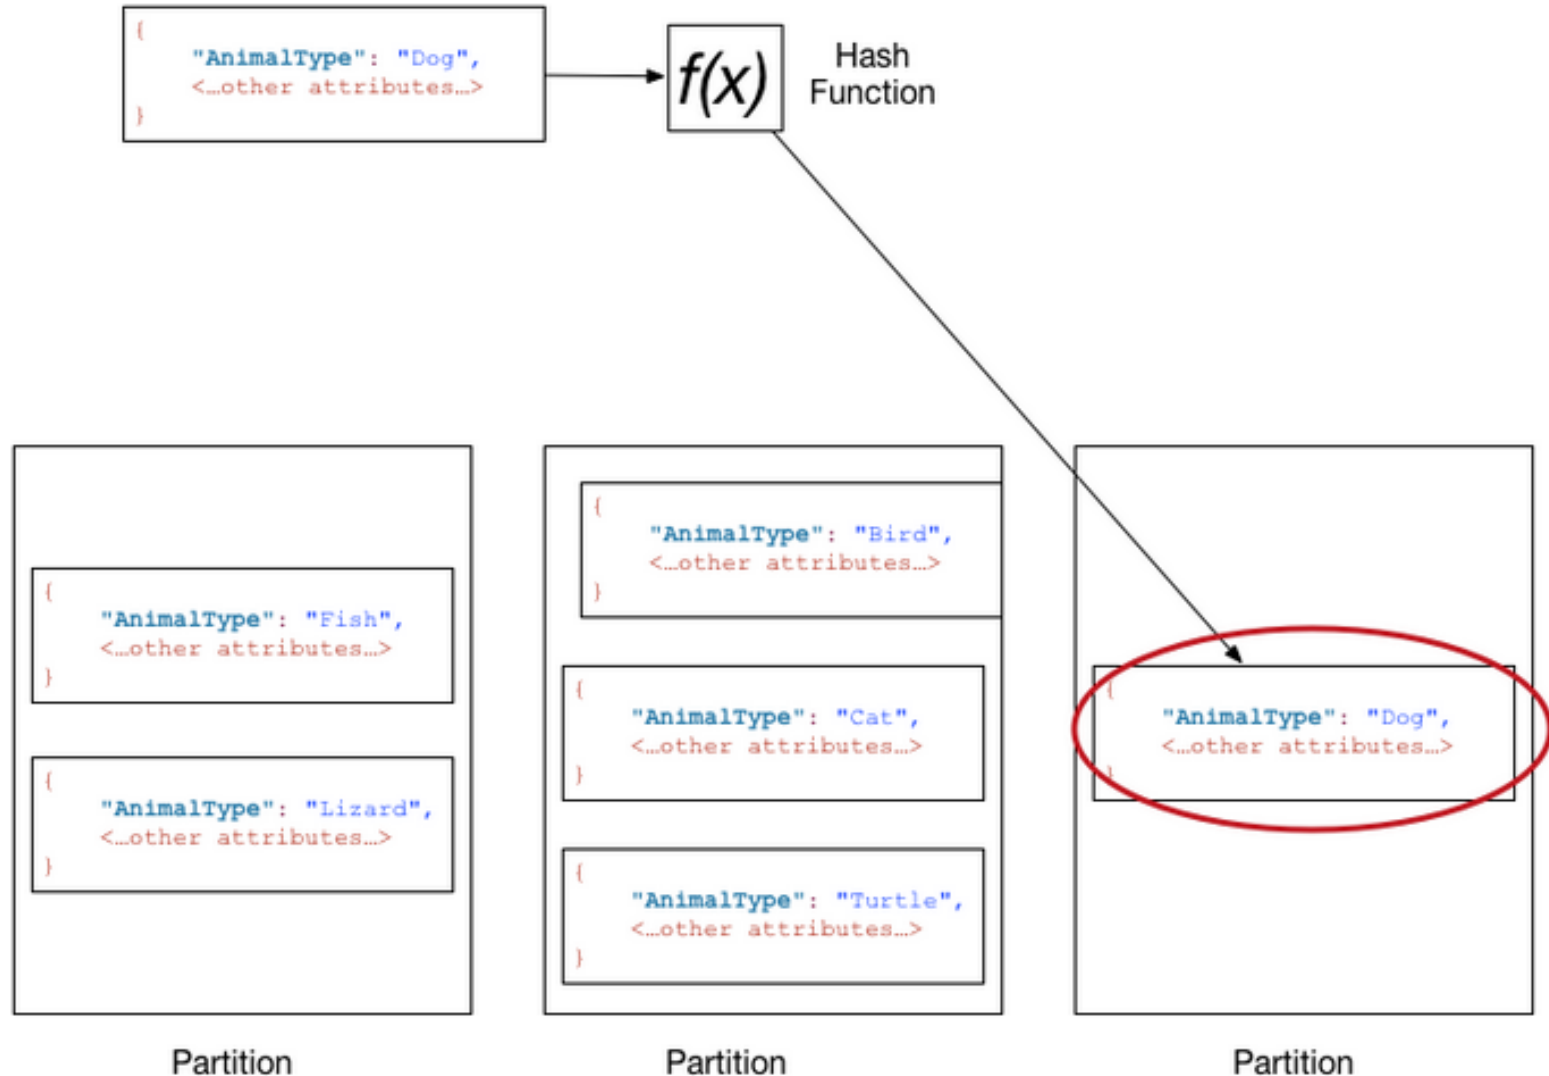 {
"AnimalType": "Dog",
<…other attributes…>
}
f(x)
Hash
Function
{
"AnimalType": "Fish",
<…other attributes…>
}
{
"AnimalType": "Lizard",
<…other attributes…>
}
Partition
{
"AnimalType": "Bird",
<…other attributes…>
}
{
"AnimalType": "Cat",
<…other attributes…>
}
{
"AnimalType": "Turtle",
<…other attributes…>
}
Partition
{
"AnimalType": "Dog",
<…other attributes…>
}
Partition